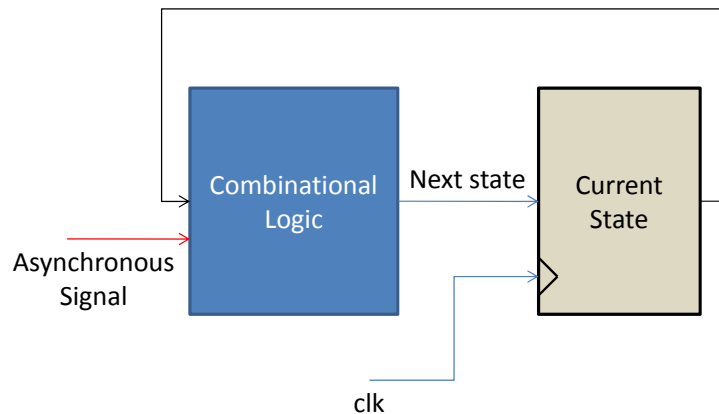 Combinational
Logic
Next state
Current
State
Asynchronous
Signal
clk